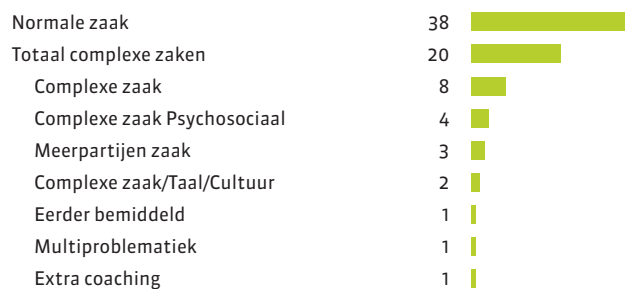 Normale zaak 38
Totaal complexe zaken 20
Complexe zaak 8
Complexe zaak Psychosociaal 4
Meerpartijen zaak 3
Complexe zaak/Taal/Cultuur 2
Eerder bemiddeld 1
Multiproblematiek 1
Extra coaching 1